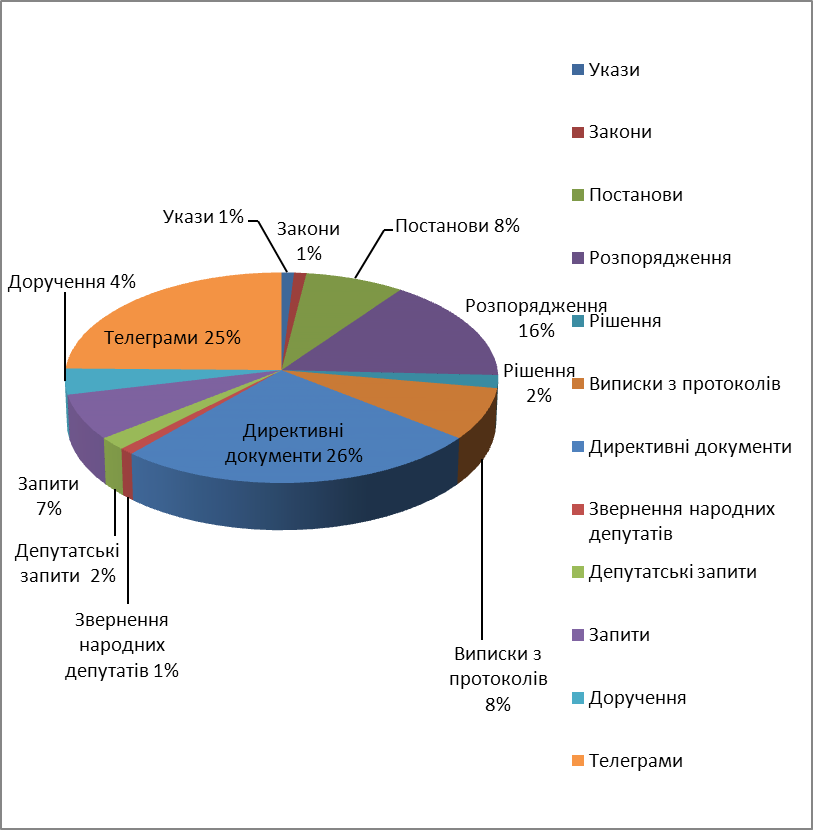 Укази 1%
Закони
1%
Постанови 8%
Розпорядження
16%
Рішення
2%
Виписки з
протоколів
8%
Директивні
документи 26%
Звернення
народних
депутатів 1%
Депутатські
запити  2%
Запити
7%
Доручення 4%
Телеграми 25%
Укази
Закони
Постанови
Розпорядження
Рішення
Виписки з протоколів
Директивні документи
Звернення народних
депутатів
Депутатські запити
Запити
Доручення
Телеграми